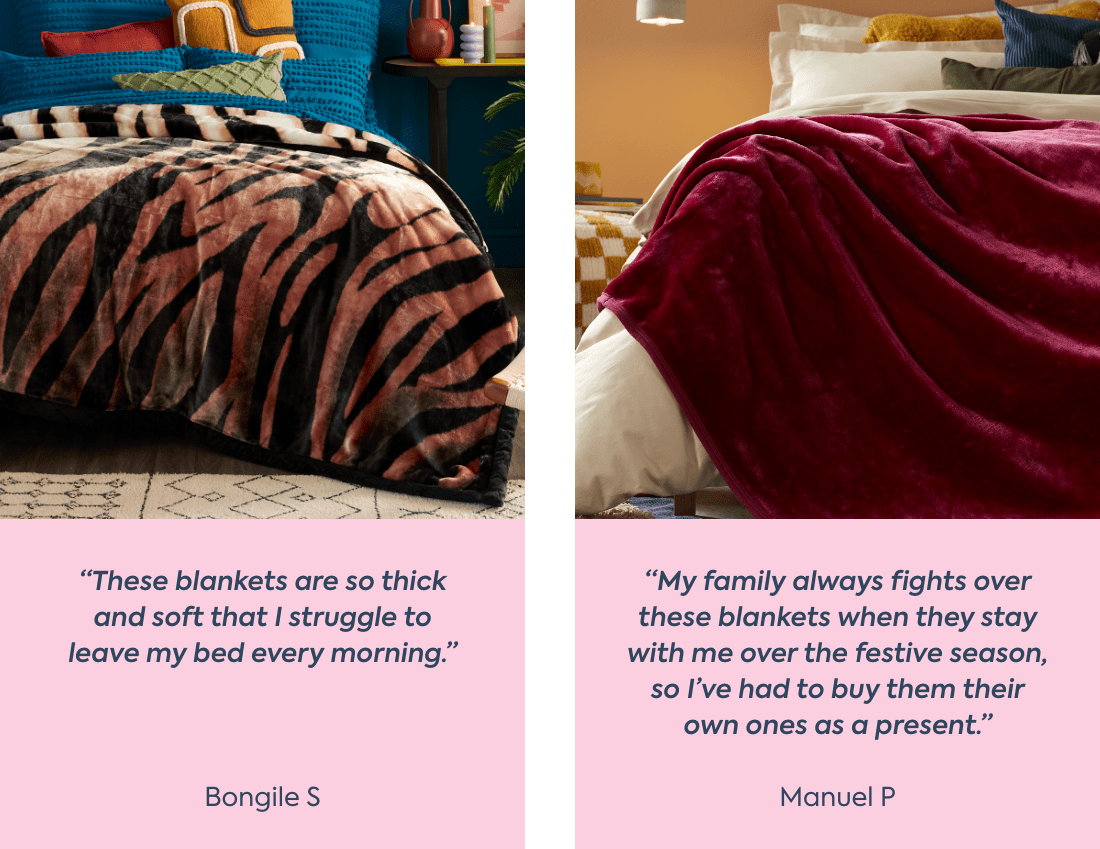 “These blankets are so thick
and soft that I struggle to
leave my bed every morning.”
Bongile S
“My family always fights over
these blankets when they stay
with me over the festive season,
so I’ve had to buy them their
own ones as a present.”
Manuel P